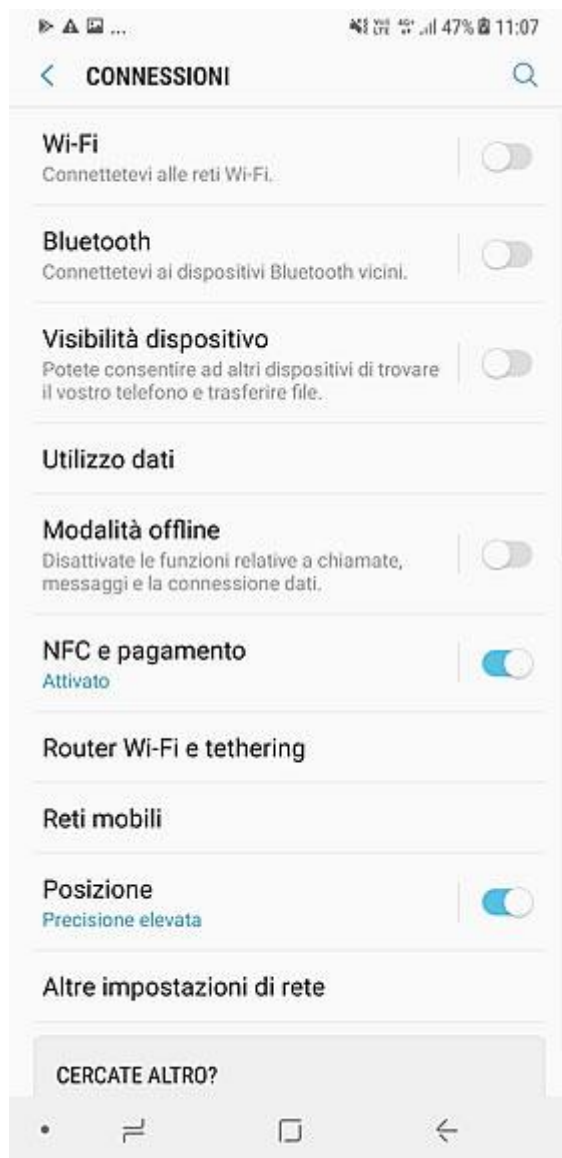 ... 47% 11:07
CONNESSIONI
Wi-Fi
Connettetevi alle reti Wi-Fi.
Bluetooth
Connettetevi ai dispositivi Bluetooth vicini.
Visibilità dispositivo
Potete consentire ad altri dispositivi di trovare
il vostro telefono e trasferire file.
Utilizzo dati
Modalità offline
Disattivate le funzioni relative a chiamate,
messaggi e la connessione dati.
NFC e pagamento
Attivato
Router Wi-Fi e tethering
Reti mobili
Posizione
Precisione elevata
Altre impostazioni di rete
CERCATE ALTRO?